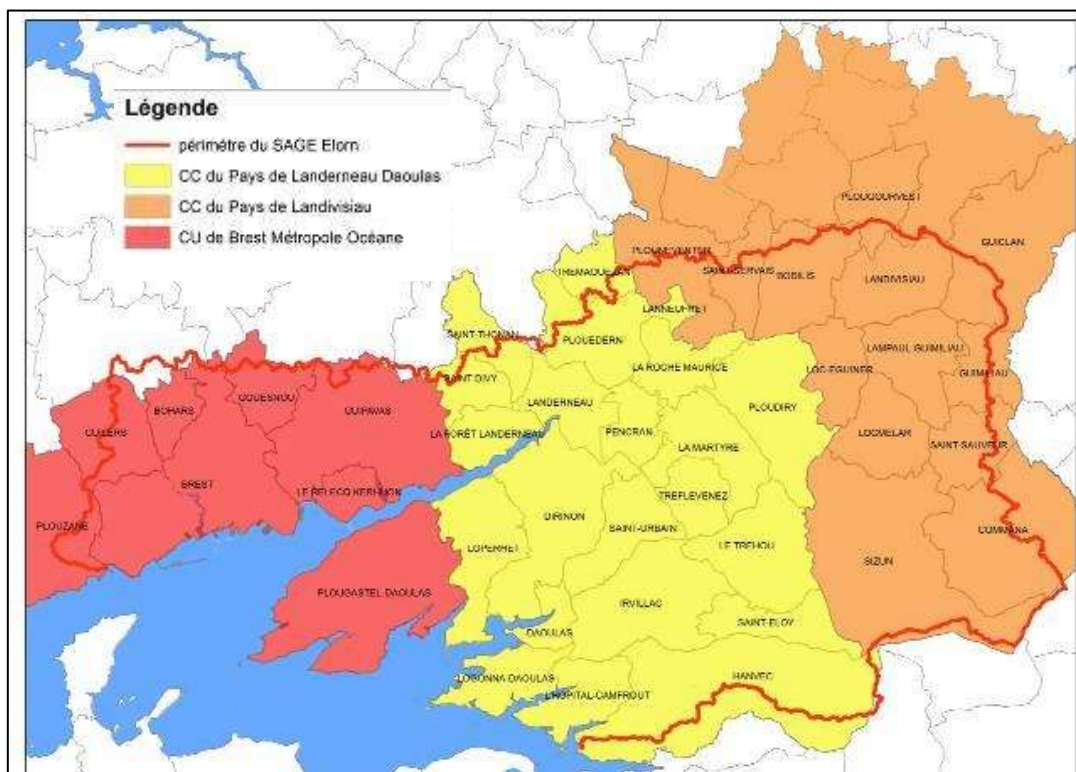 Légende
périmètre du SAGE Elorn
CC du Pays de Landerneau Daoulas
CC du Pays de Landivisiau
CU de Brest Métropole Océane
PLOUGOURVEST
GUICLAN
PLOUNEVENTER
SAINT-SERVAIS
BODILIS
LANDIVISIAU
TREMAOUEZAN
LANNEUFRET
SAINT-THONAN
PLOUEDERN
LAMPAUL GUIMILIAU
LA ROCHE MAURICE
LOC-EGUINER
GUIMILIAU
SAINT DIVY
BOHARS
GOUESNOU
GUIPAVAS
LANDERNEAU
PLOUDIRY
GUILERS
LA FORÊT LANDERNEAU
PENCRAN
LOCMELAR
LA MARTYRE
SAINT-SAUVEUR
BREST
LE RELECQ KERHUON
TREFLEVENEZ
PLOUZANE
DIRINON
SAINT-URBAIN
COMMANA
LOPERHET
LE TREHOU
SIZUN
PLOUGASTEL DAOULAS
IRVILLAC
SAINT-ELOY
DAOULAS
LOGONNA DAOULAS
HANVEC
L'HOPITAL-CAMFROUT